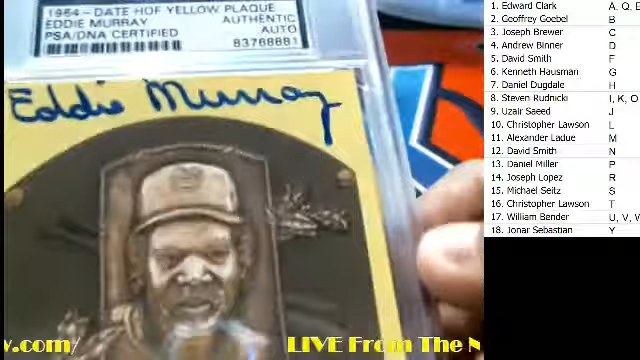 1964 - DATE HOF YELLOW PLAQUE
EDDIE MURRAY
PSA/DNA CERTIFIED
AUTHENTIC
AUTO
83768881
Eddie Murray
1. Edward Clark A, Q, E
2. Geoffrey Goebel B
3. Joseph Brewer C
4. Andrew Binner D
5. David Smith F
6. Kenneth Hausman G
7. Daniel Dugdale H
8. Steven Rudnicki I, K, O
9. Uzair Saeed J
10. Christopher Lawson L
11. Alexander Ladue M
12. David Smith N
13. Daniel Miller P
14. Joseph Lopez R
15. Michael Seitz S
16. Christopher Lawson T
17. William Bender U, V, W
18. Jonar Sebastian Y
w.com/ LIVE From The N